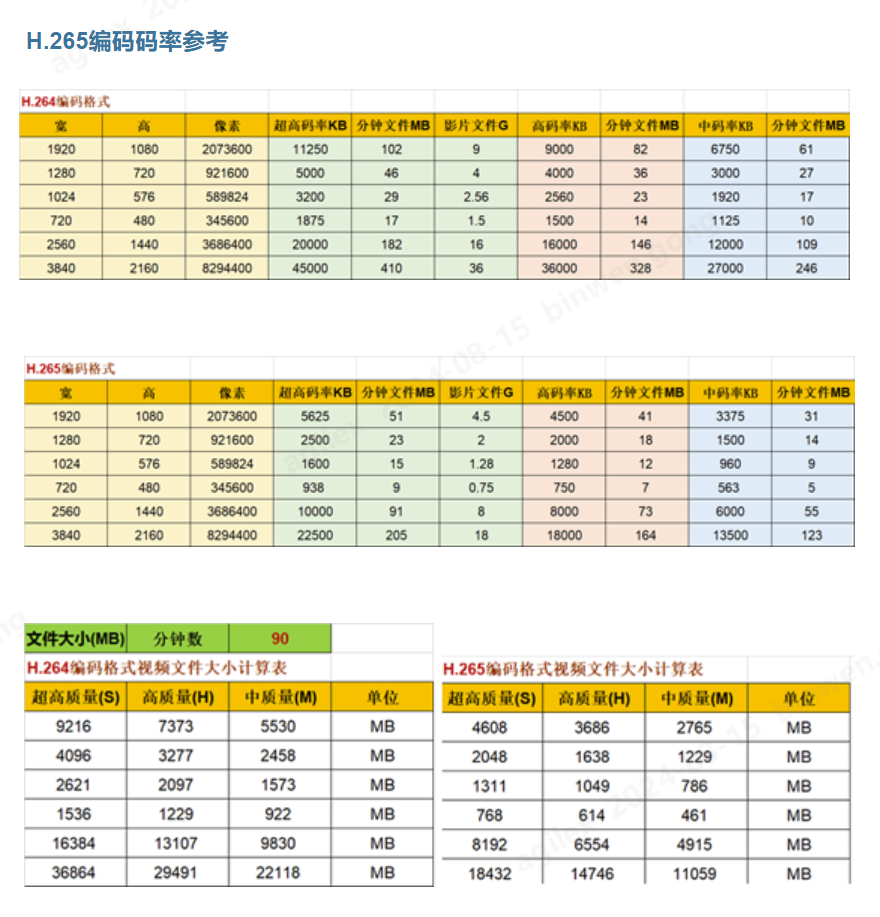 H.265编码码率参考
H.264编码格式
宽 高 像素 超高码率KB 分钟文件MB 影片文件G 高码率KB 分钟文件MB 中码率KB 分钟文件MB
1920 1080 2073600 11250 102 9 9000 82 6750 61
1280 720 921600 5000 46 4 4000 36 3000 27
1024 576 589824 3200 29 2.56 2560 23 1920 17
720 480 345600 1875 17 1.5 1500 14 1125 10
2560 1440 3686400 20000 182 16 16000 146 12000 109
3840 2160 8294400 45000 410 36 36000 328 27000 246
H.265编码格式
宽 高 像素 超高码率KB 分钟文件MB 影片文件G 高码率KB 分钟文件MB 中码率KB 分钟文件MB
1920 1080 2073600 5625 51 4.5 4500 41 3375 31
1280 720 921600 2500 23 2 2000 18 1500 14
1024 576 589824 1600 15 1.28 1280 12 960 9
720 480 345600 938 9 0.75 750 7 563 5
2560 1440 3686400 10000 91 8 8000 73 6000 55
3840 2160 8294400 22500 205 18 18000 164 13500 123
文件大小(MB) 分钟数 90
H.264编码格式视频文件大小计算表
超高质量(S) 高质量(H) 中质量(M) 单位
9216 7373 5530 MB
4096 3277 2458 MB
2621 2097 1573 MB
1536 1229 922 MB
16384 13107 9830 MB
36864 29491 22118 MB
H.265编码格式视频文件大小计算表
超高质量(S) 高质量(H) 中质量(M) 单位
4608 3686 2765 MB
2048 1638 1229 MB
1311 1049 786 MB
768 614 461 MB
8192 6554 4915 MB
18432 14746 11059 MB